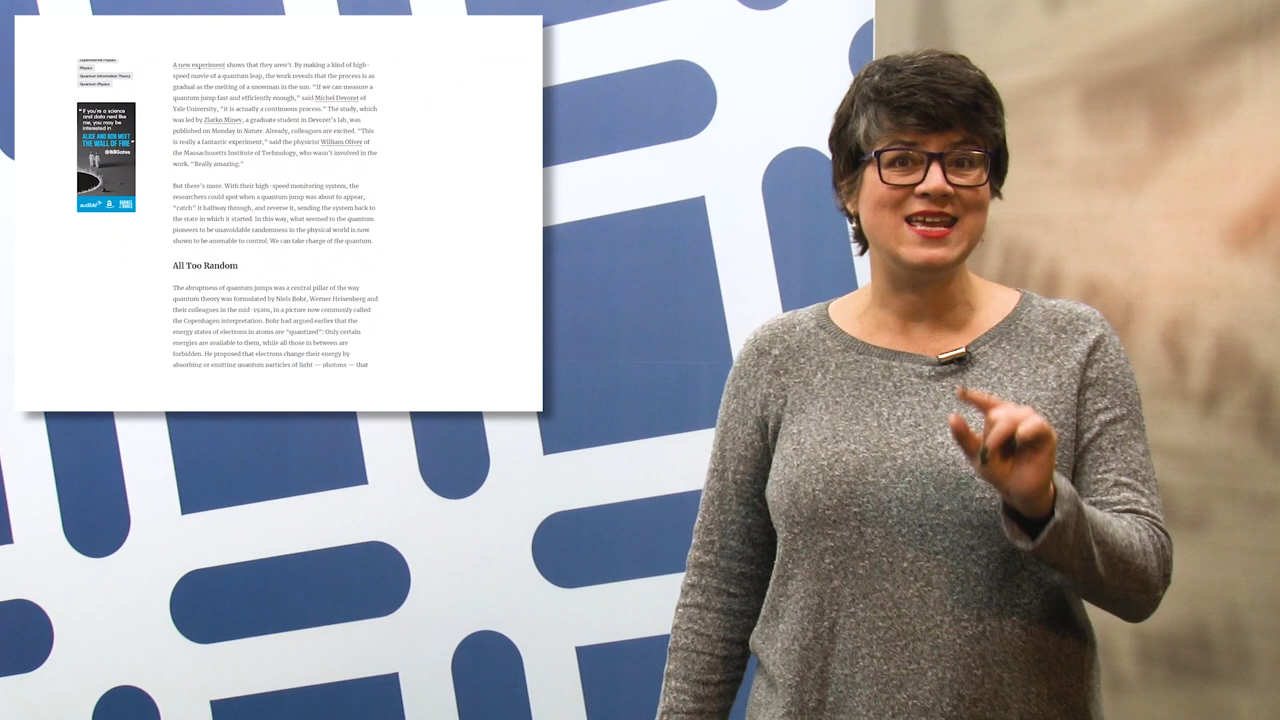 Experimental Physics
Physics
Quantum Information Theory
Quantum Physics
“ If you're a science
and data nerd like
me, you may be
interested in
ALICE AND BOB MEET
THE WALL OF FIRE ”
@BillGates
audible
A new experiment shows that they aren’t. By making a kind of high-
speed movie of a quantum leap, the work reveals that the process is as
gradual as the melting of a snowman in the sun. “If we can measure a
quantum jump fast and efficiently enough,” said Michel Devoret of
Yale University, “it is actually a continuous process.” The study, which
was led by Zlatko Minev, a graduate student in Devoret’s lab, was
published on Monday in Nature. Already, colleagues are excited. “This
is really a fantastic experiment,” said the physicist William Oliver of
the Massachusetts Institute of Technology, who wasn’t involved in the
work. “Really amazing.”
But there’s more. With their high-speed monitoring system, the
researchers could spot when a quantum jump was about to appear,
“catch” it halfway through, and reverse it, sending the system back to
the state in which it started. In this way, what seemed to the quantum
pioneers to be unavoidable randomness in the physical world is now
shown to be amenable to control. We can take charge of the quantum.
All Too Random
The abruptness of quantum jumps was a central pillar of the way
quantum theory was formulated by Niels Bohr, Werner Heisenberg and
their colleagues in the mid-1920s, in a picture now commonly called
the Copenhagen interpretation. Bohr had argued earlier that the
energy states of electrons in atoms are “quantized”: Only certain
energies are available to them, while all those in between are
forbidden. He proposed that electrons change their energy by
absorbing or emitting quantum particles of light — photons — that